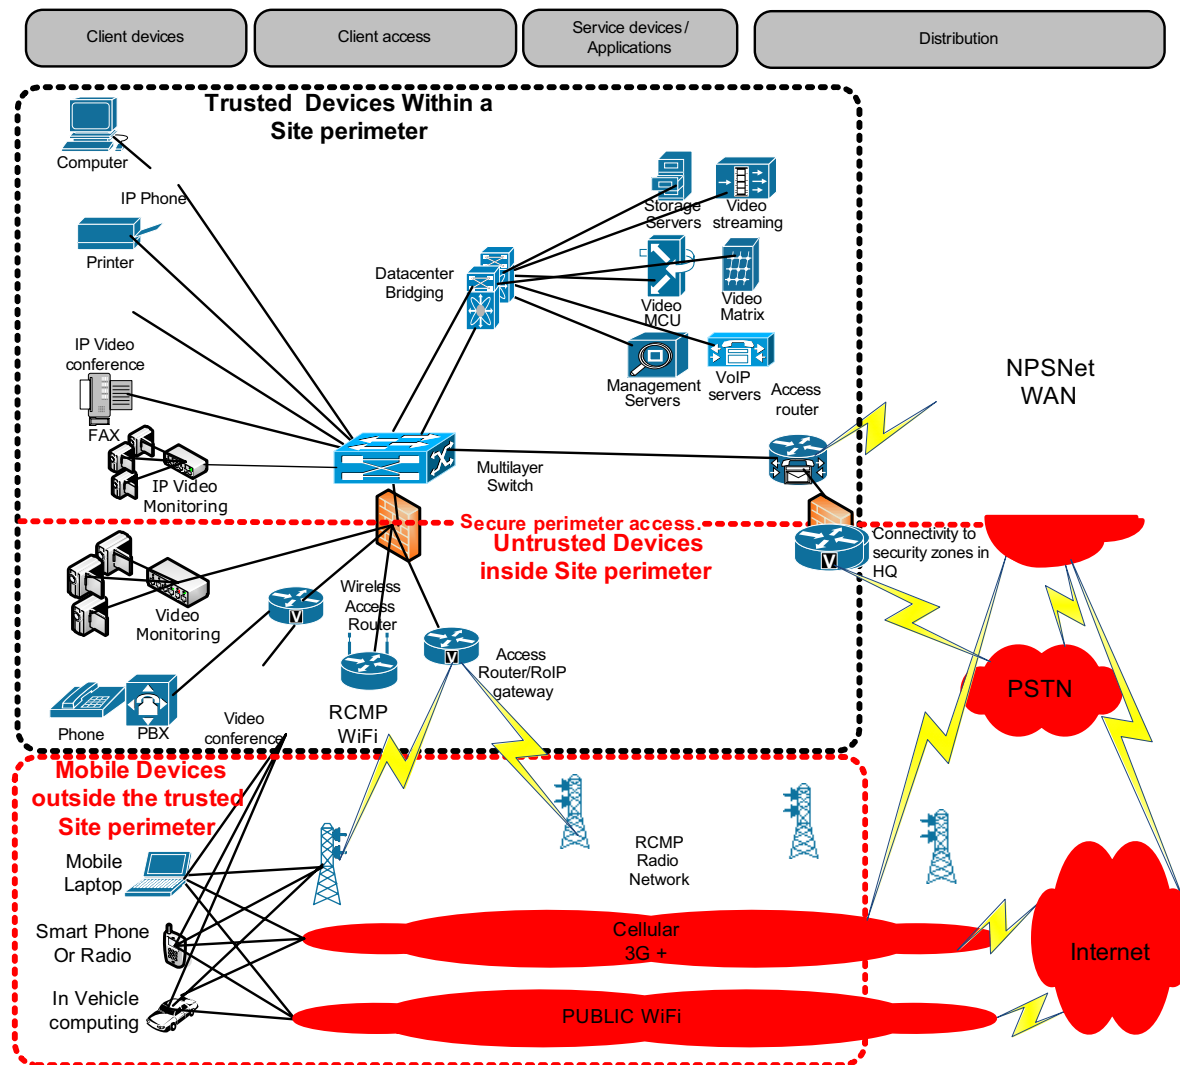 Client devices
Client access
Service devices /
Applications
Distribution
Trusted Devices Within a
Site perimeter
Computer
IP Phone
Printer
Datacenter
Bridging
Storage
Servers
Video
streaming
Video
MCU
Video
Matrix
Management
Servers
VoIP
servers
Access
router
NPSNet
WAN
IP Video
conference
FAX
IP Video
Monitoring
Multilayer
Switch
Secure perimeter access.
Untrusted Devices
inside Site perimeter
Connectivity to
security zones in
HQ
V
Video
Monitoring
V
Wireless
Access
Router
V
Access
Router/RoIP
gateway
PSTN
Phone
PBX
Video
conference
RCMP
WiFi
Mobile Devices
outside the trusted
Site perimeter
Mobile
Laptop
RCMP
Radio
Network
Smart Phone
Or Radio
Cellular
3G +
Internet
In Vehicle
computing
PUBLIC WiFi